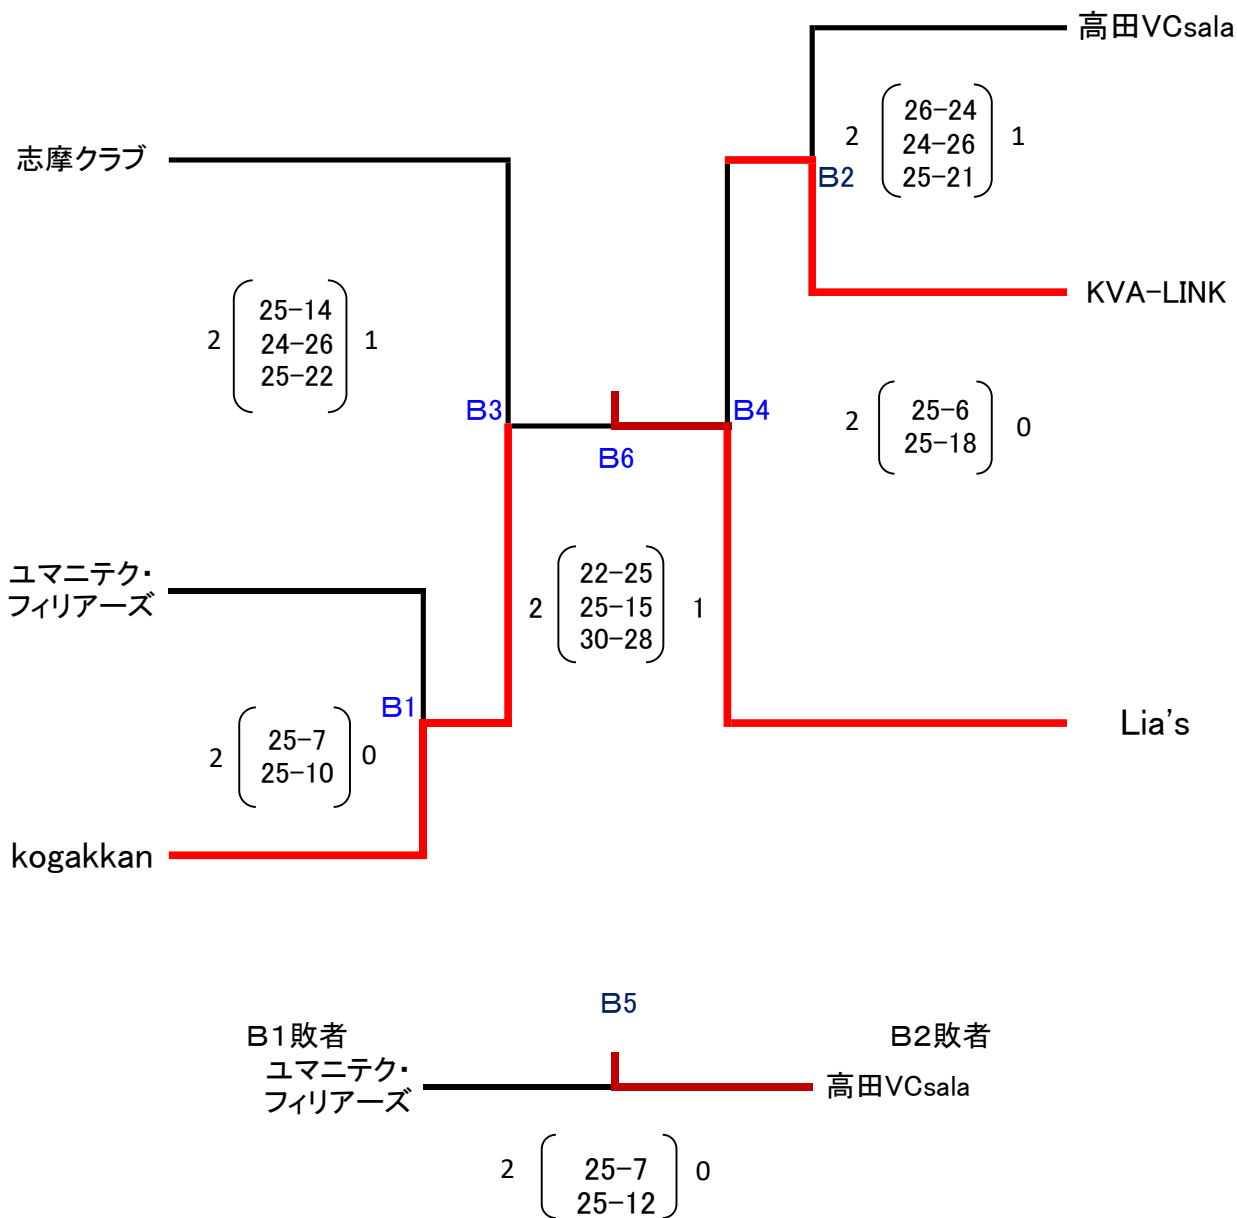 高田VCsala
2
26-24
24-26
25-21
1
志摩クラブ
B2
KVA-LINK
2
25-14
24-26
25-22
1
B3
B4
B6
2
25-6
25-18
0
ユマニテク・
フィリアーズ
2
22-25
25-15
30-28
1
B1
Lia's
2
25-7
25-10
0
kogakkan
B5
B1敗者
B2敗者
ユマニテク・
フィリアーズ
高田VCsala
2
25-7
25-12
0